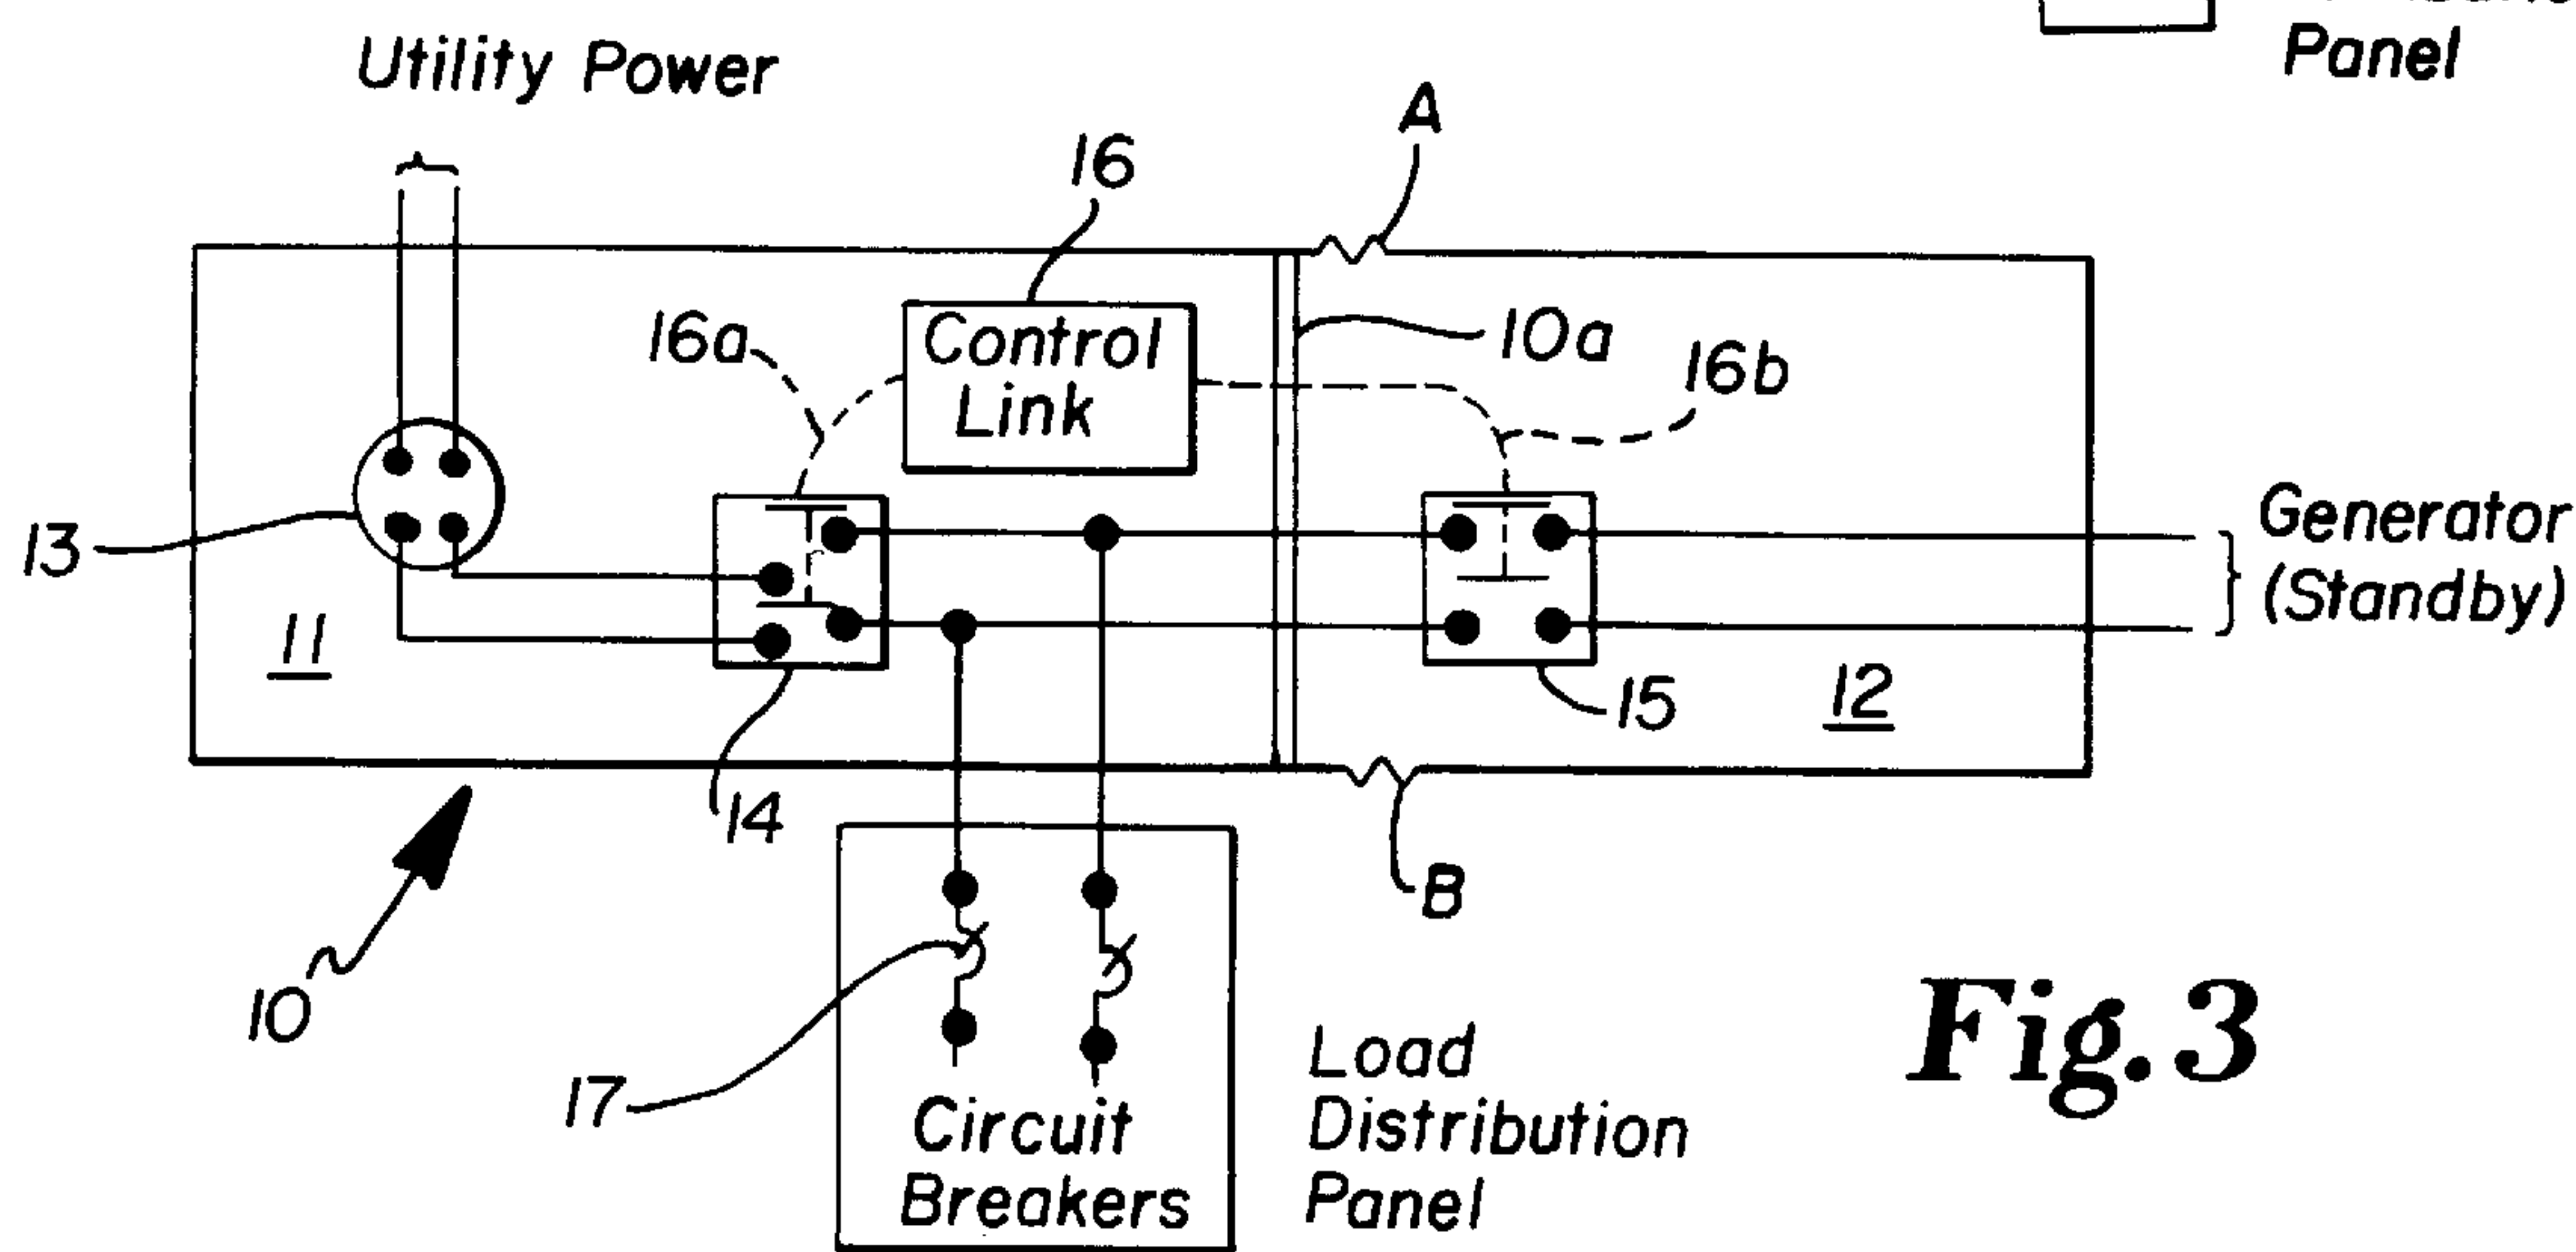 Panel
Utility Power
A
16
Control
Link
16a
10a
16b
13
11
Generator
(Standby)
12
15
14
B
10
17
Circuit
Breakers
Load
Distribution
Panel
Fig. 3